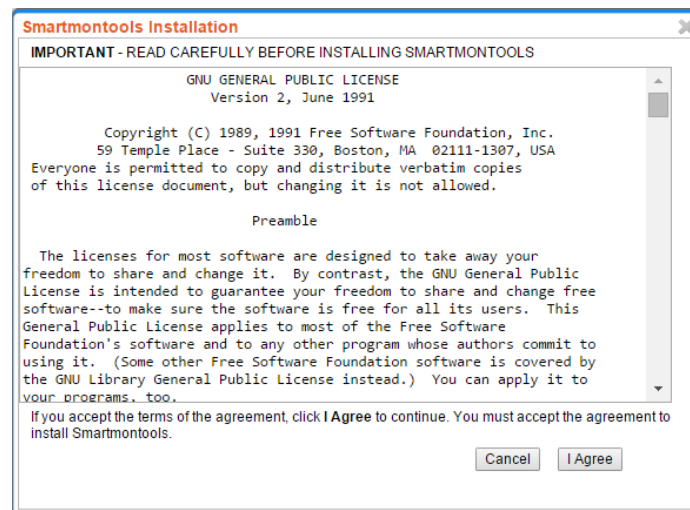 Smartmontools Installation
IMPORTANT - READ CAREFULLY BEFORE INSTALLING SMARTMONTOOLS
GNU GENERAL PUBLIC LICENSE
Version 2, June 1991
Copyright (C) 1989, 1991 Free Software Foundation, Inc.
59 Temple Place - Suite 330, Boston, MA 02111-1307, USA
Everyone is permitted to copy and distribute verbatim copies
of this license document, but changing it is not allowed.
Preamble
The licenses for most software are designed to take away your
freedom to share and change it. By contrast, the GNU General Public
License is intended to guarantee your freedom to share and change free
software--to make sure the software is free for all its users. This
General Public License applies to most of the Free Software
Foundation's software and to any other program whose authors commit to
using it. (Some other Free Software Foundation software is covered by
the GNU Library General Public License instead.) You can apply it to
your programs, too.
If you accept the terms of the agreement, click I Agree to continue. You must accept the agreement to
install Smartmontools.
Cancel I Agree